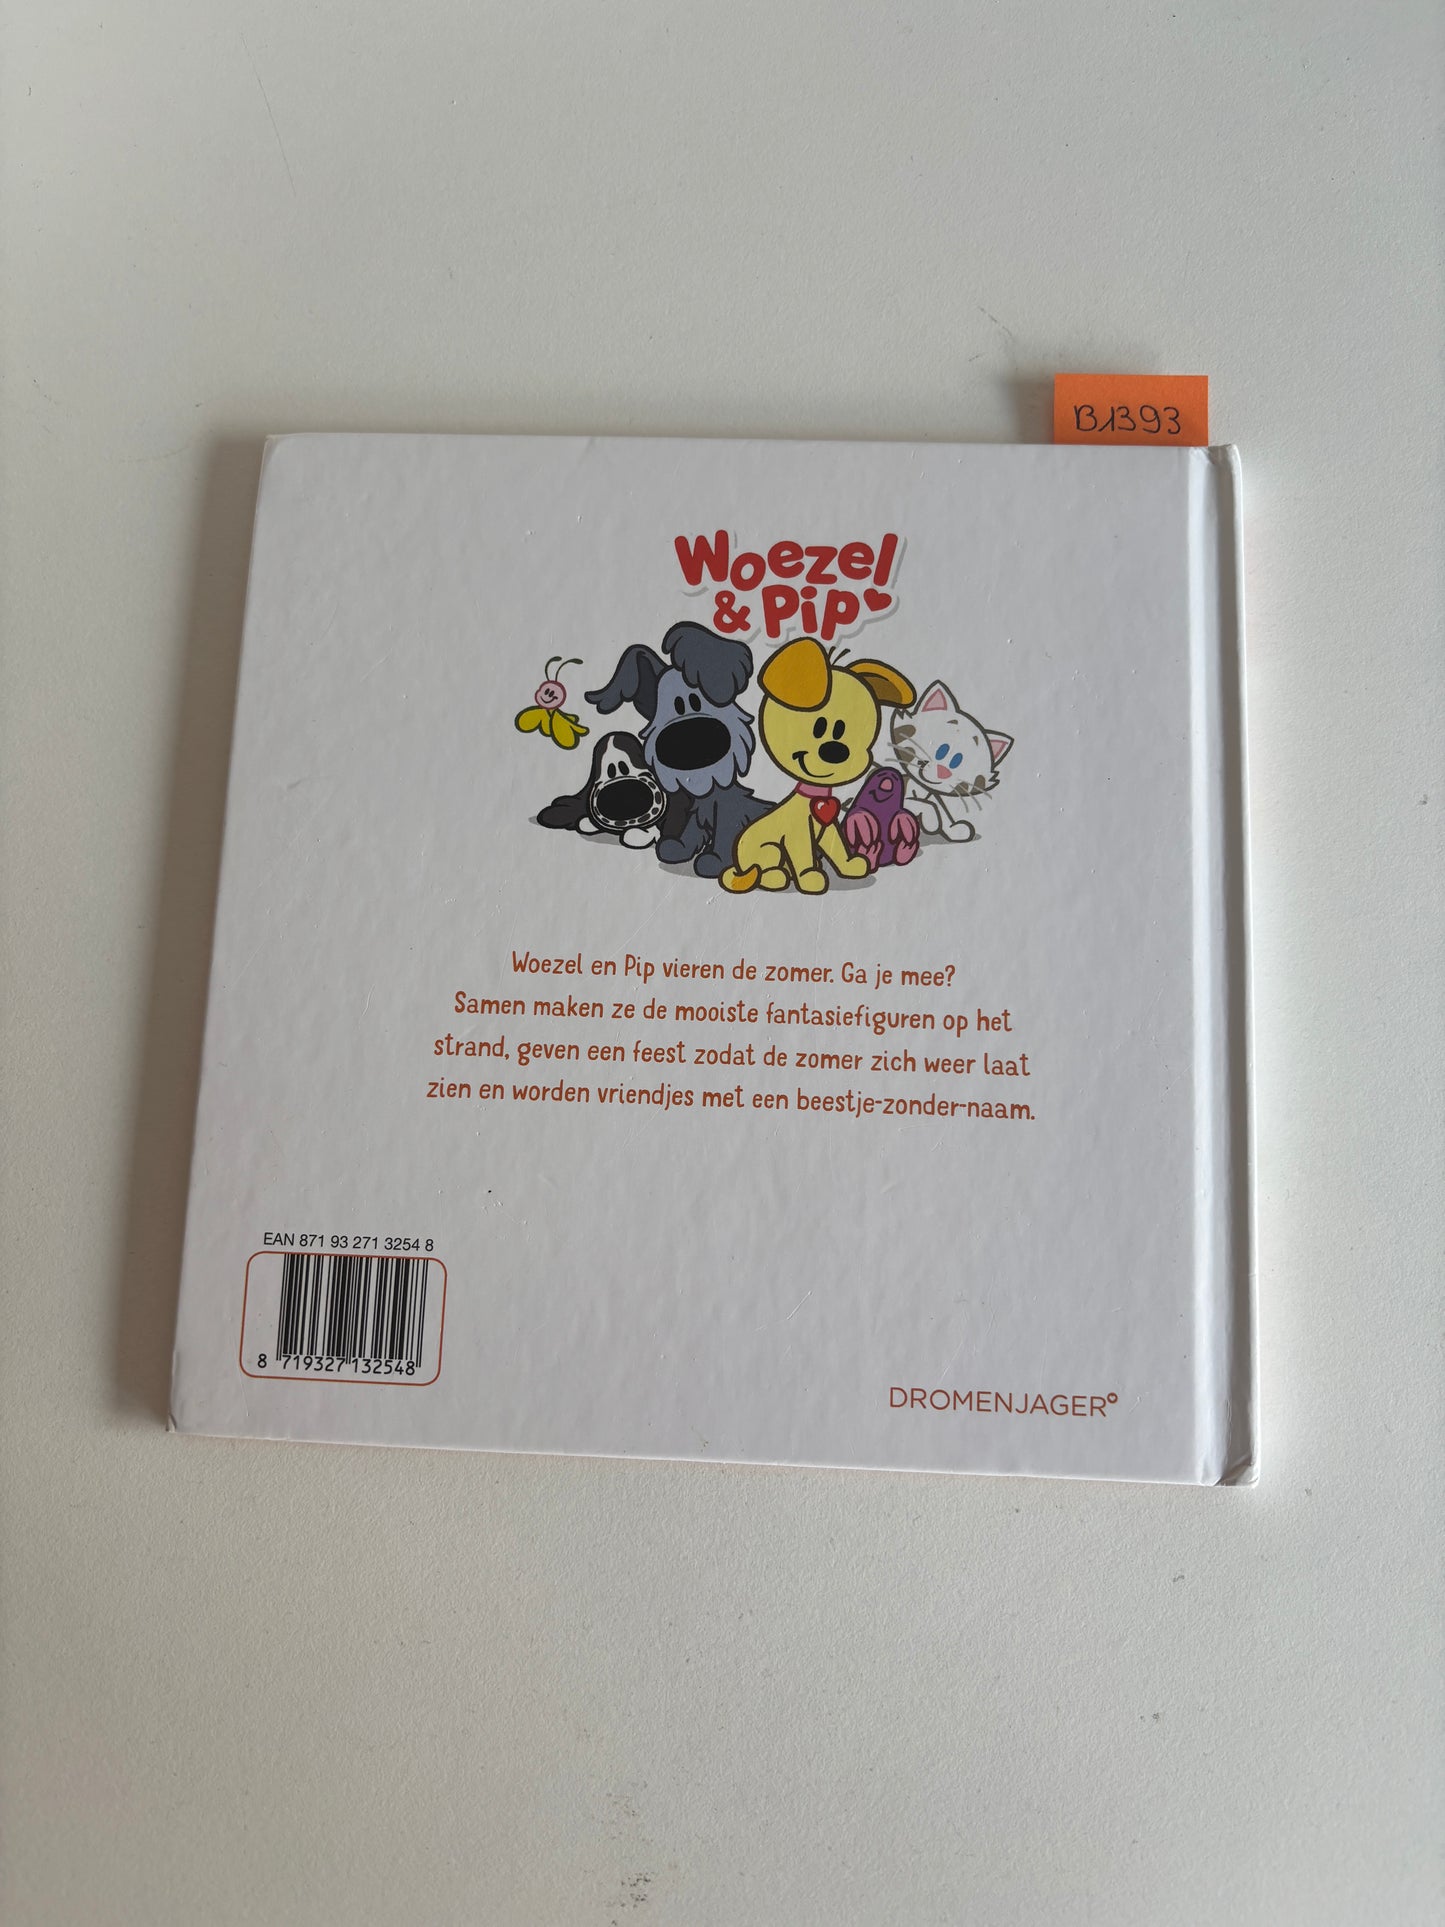 B1393
Woezel
& Pip
Woezel en Pip vieren de zomer. Ga je mee?
Samen maken ze de mooiste fantasiefiguren op het
strand, geven een feest zodat de zomer zich weer laat
zien en worden vriendjes met een beestje-zonder-naam.
EAN 871 93 271 3254 8
8 719327 132548
DROMENJAGER